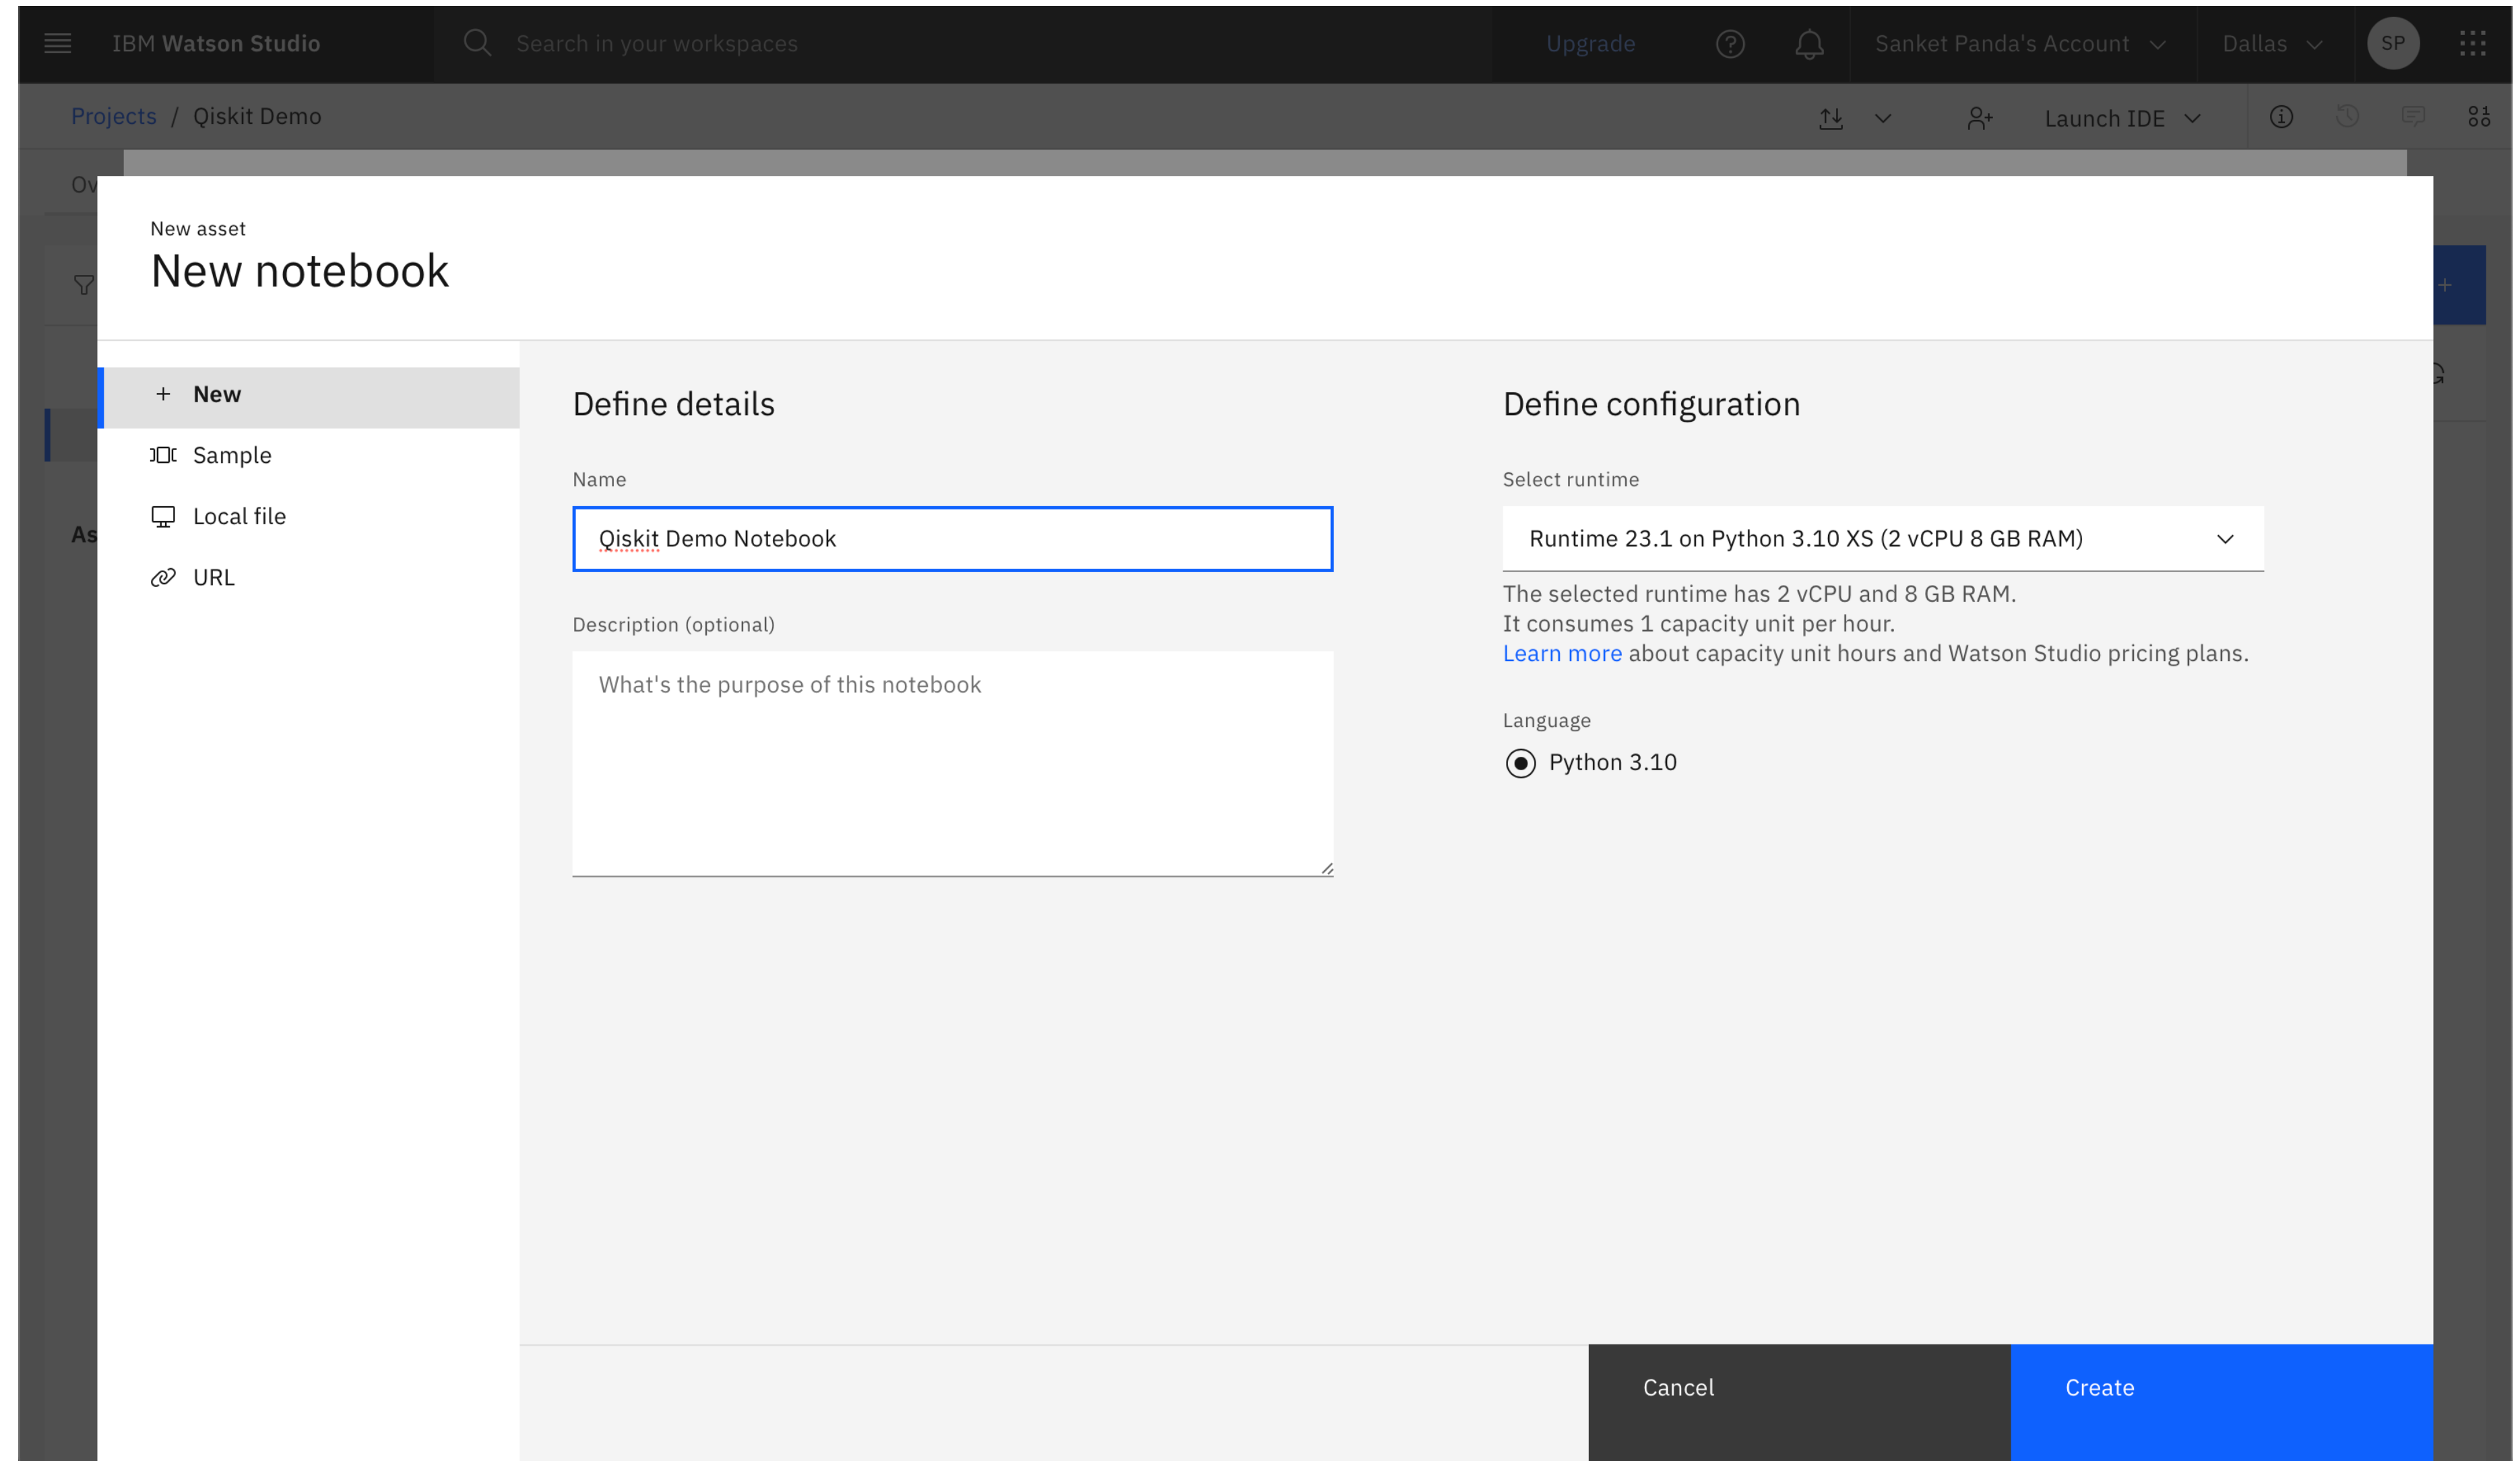 IBM Watson Studio
Search in your workspaces
Upgrade
Sanket Panda's Account
Dallas
SP
Projects / Qiskit Demo
Launch IDE
Ov
New asset
New notebook
+ New
Sample
Local file
URL
As
Define details
Name
Qiskit Demo Notebook
Description (optional)
What's the purpose of this notebook
Define configuration
Select runtime
Runtime 23.1 on Python 3.10 XS (2 vCPU 8 GB RAM)
The selected runtime has 2 vCPU and 8 GB RAM.
It consumes 1 capacity unit per hour.
Learn more about capacity unit hours and Watson Studio pricing plans.
Language
Python 3.10
Cancel
Create